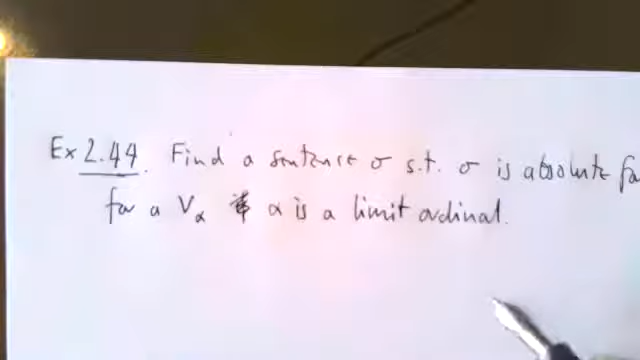 Ex 2.44. Find a sentence σ s.t. σ is absolute
for a Vα α is a limit ordinal.